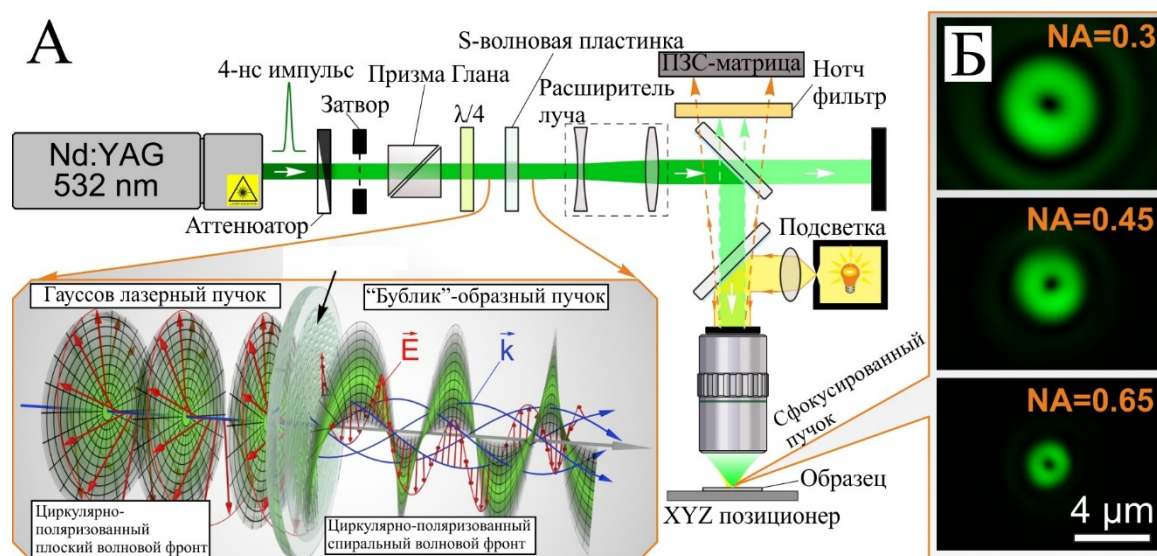 А
S-волновая пластинка
4-нс импульс
Призма Глана
Затвор
λ/4
Расширитель
луча
ПЗС-матрица
Нотч
фильтр
Nd:YAG
532 nm
Аттенюатор
Подсветка
Гауссов лазерный пучок
“Бублик”-образный пучок
E
k
Циркулярно-
поляризованный
плоский волновой фронт
Циркулярно-поляризованный
спиральный волновой фронт
Сфокусированный
пучок
Образец
XYZ позиционер
Б
NA=0.3
NA=0.45
NA=0.65
4 μm